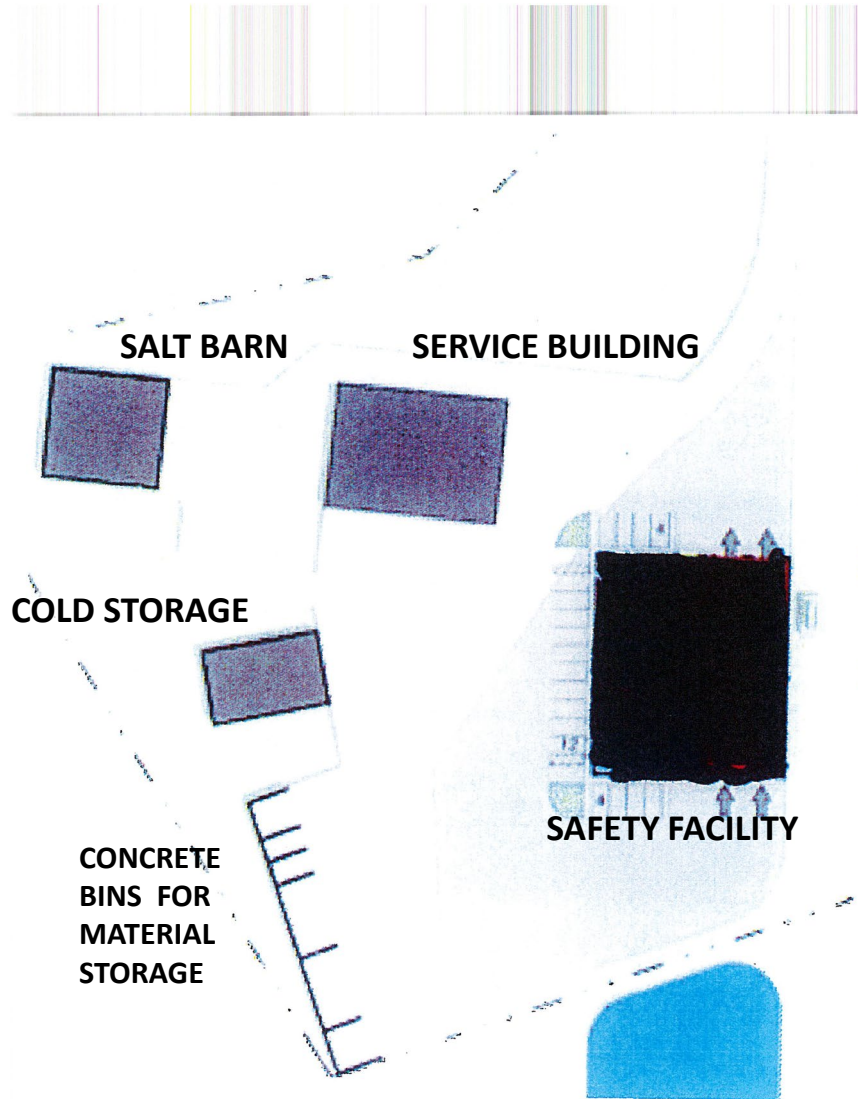 SALT BARN
SERVICE BUILDING
COLD STORAGE
SAFETY FACILITY
CONCRETE
BINS FOR
MATERIAL
STORAGE